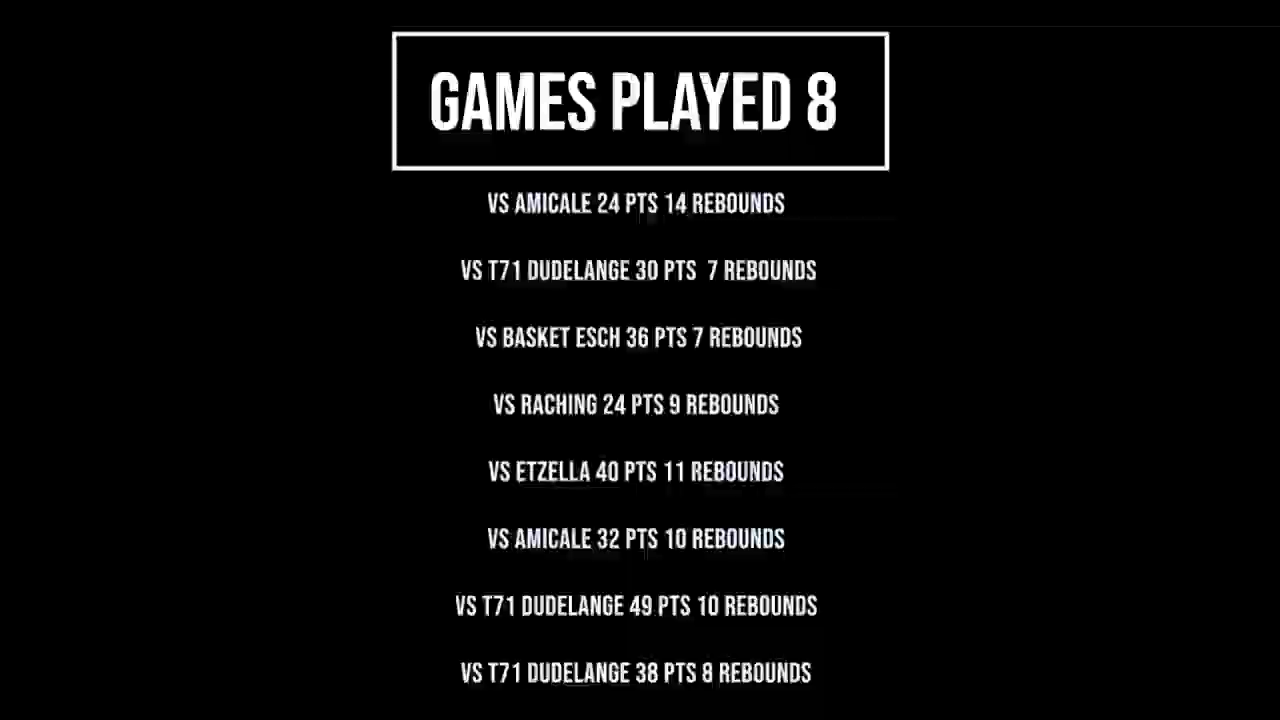 GAMES PLAYED 8
VS AMICALE 24 PTS 14 REBOUNDS
VS T71 DUDELANGE 30 PTS  7 REBOUNDS
VS BASKET ESCH 36 PTS 7 REBOUNDS
VS RACHING 24 PTS 9 REBOUNDS
VS ETZELLA 40 PTS 11 REBOUNDS
VS AMICALE 32 PTS 10 REBOUNDS
VS T71 DUDELANGE 49 PTS 10 REBOUNDS
VS T71 DUDELANGE 38 PTS 8 REBOUNDS